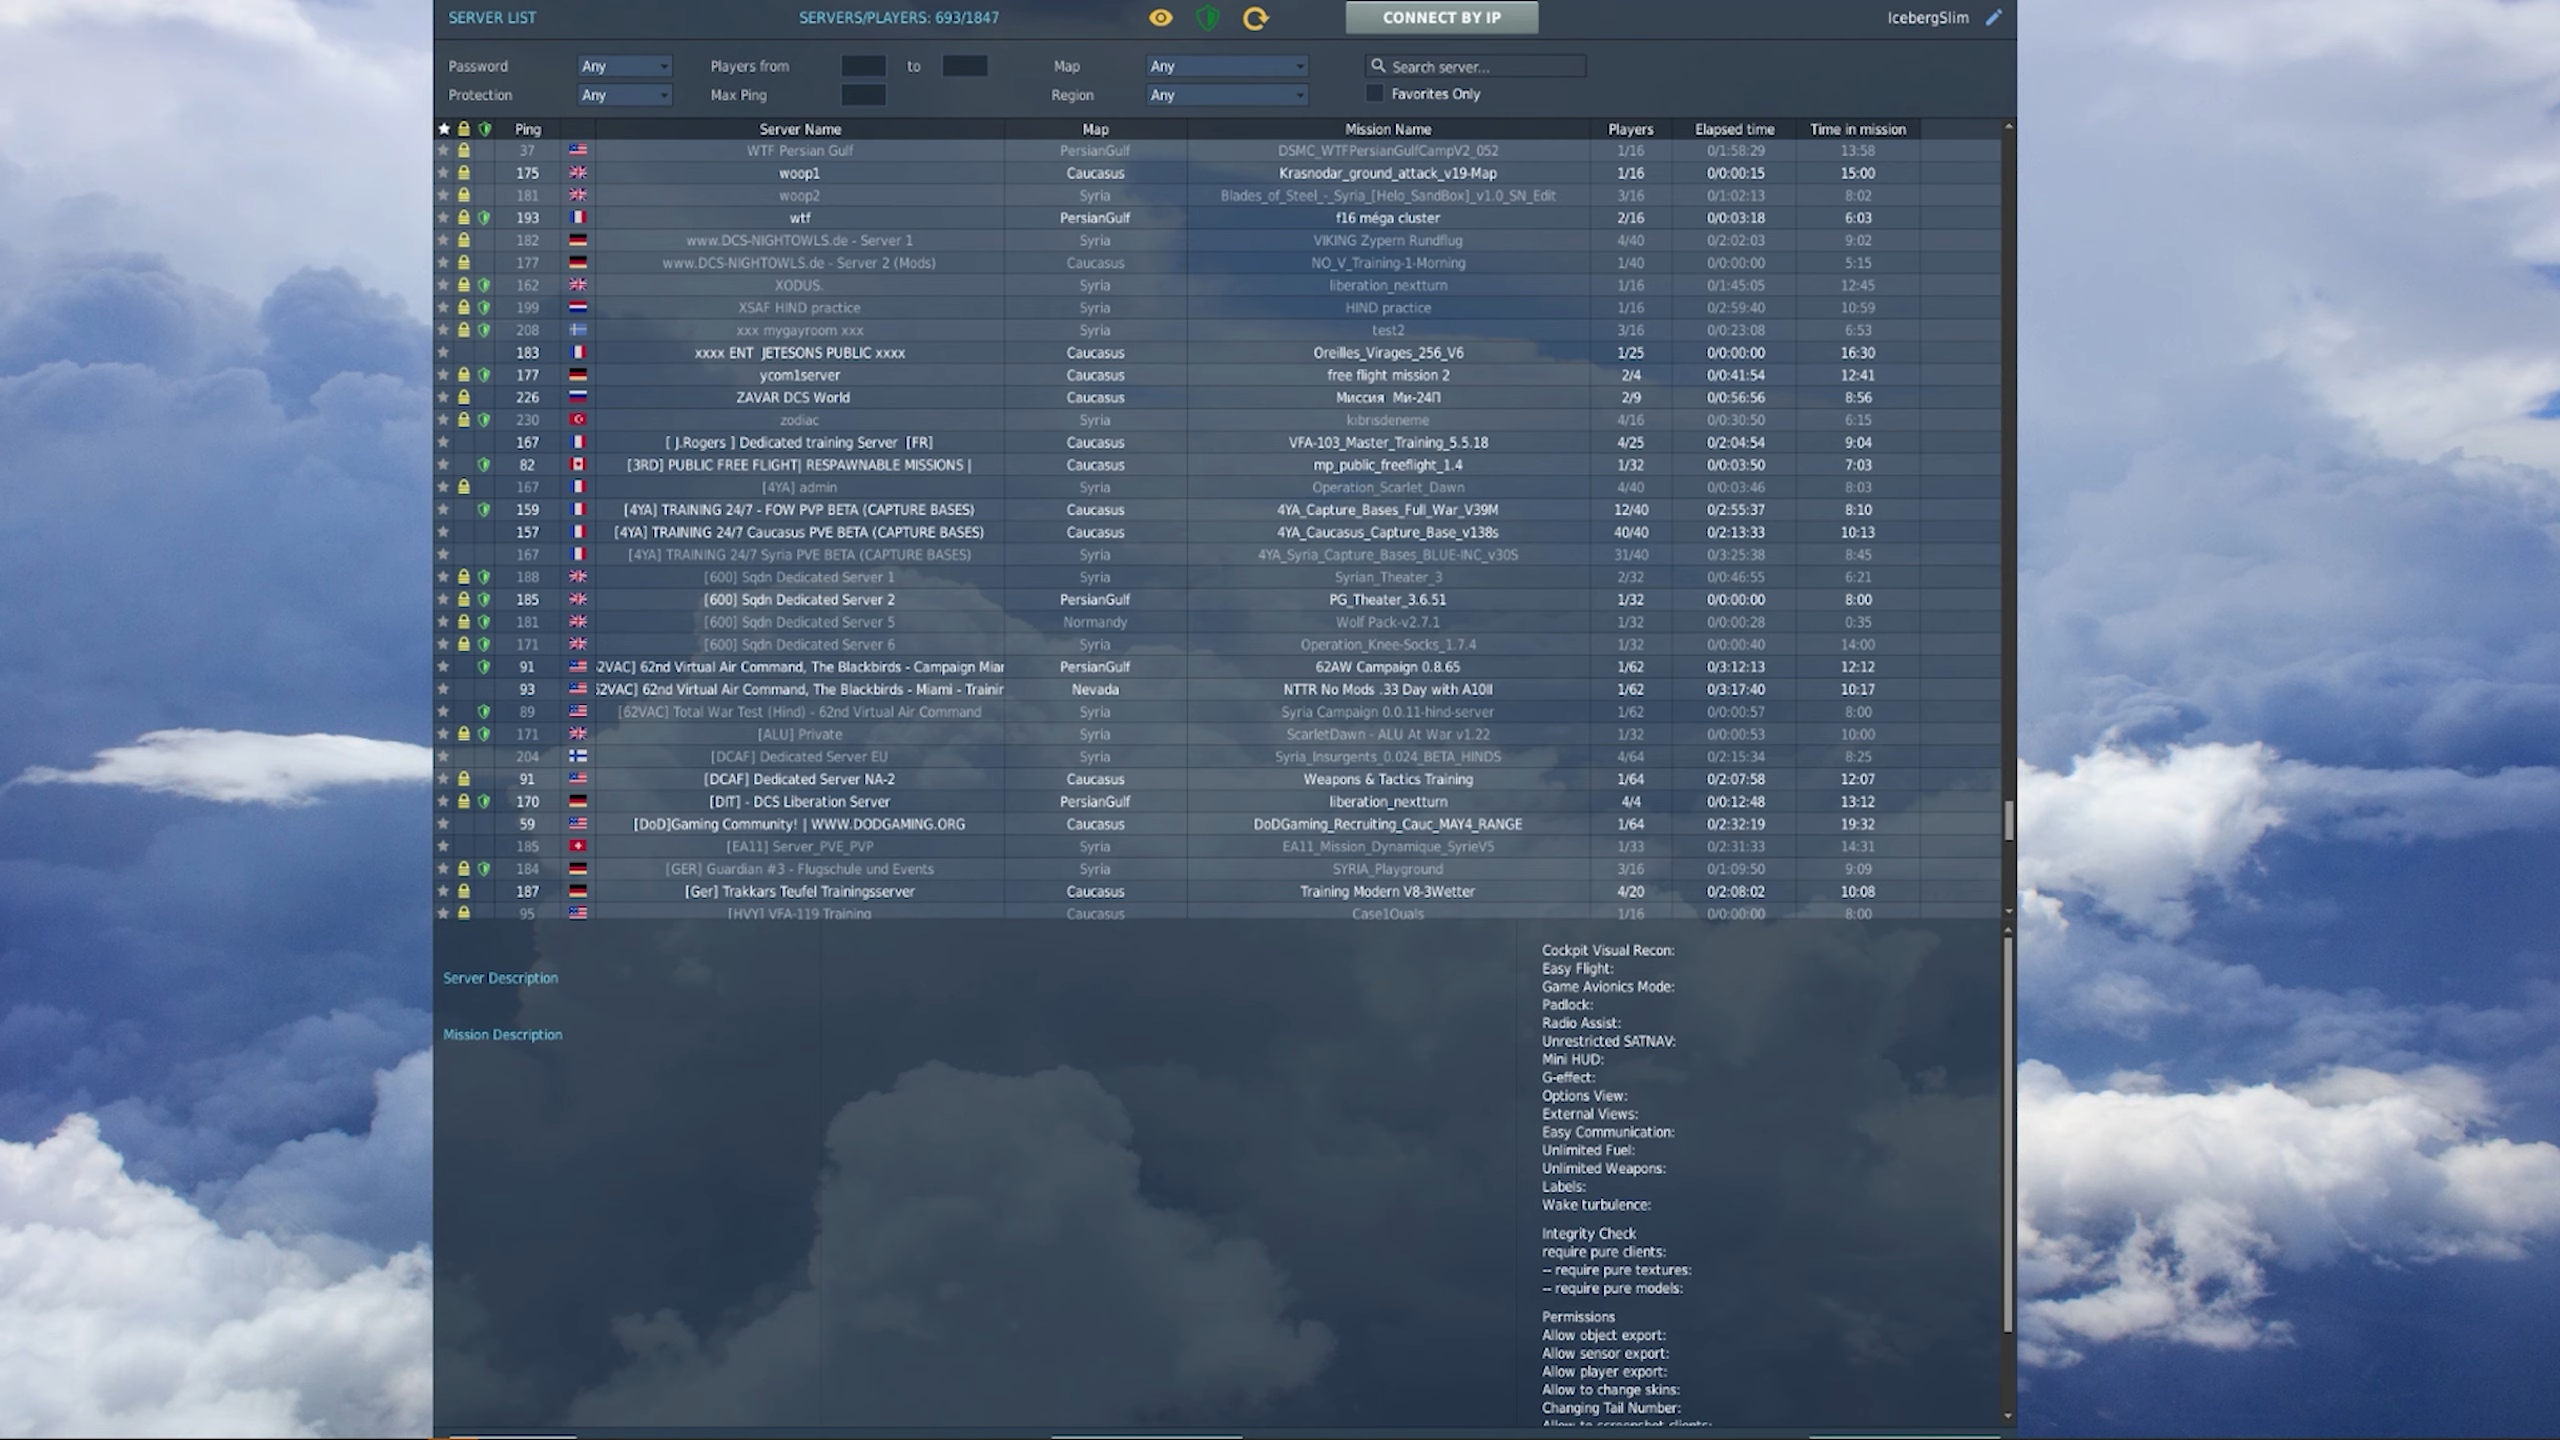 SERVER LIST SERVERS/PLAYERS: 693/1847 CONNECT BY IP IcebergSlim
Password Any Players from to Map Any Search server...
Protection Any Max Ping Region Any Favorites Only
Ping Server Name Map Mission Name Players Elapsed time Time in mission
37 WTF Persian Gulf PersianGulf DSMC_WTFPersianGulfCampV2_052 1/16 0/1:58:29 13:58
175 woop1 Caucasus Krasnodar_ground_attack_v19-Map 1/16 0/0:00:15 15:00
181 woop2 Syria Blades_of_Steel_-_Syria_[Helo_SandBox]_v1.0_SN_Edit 3/16 0/1:02:13 8:02
193 wtf PersianGulf f16 méga cluster 2/16 0/0:03:18 6:03
182 www.DCS-NIGHTOWLS.de - Server 1 Syria VIKING Zypern Rundflug 4/40 0/2:02:03 9:02
177 www.DCS-NIGHTOWLS.de - Server 2 (Mods) Caucasus NO_V_Training-1-Morning 1/40 0/0:00:00 5:15
162 XODUS. Syria liberation_nextturn 1/16 0/1:45:05 12:45
199 XSAF HIND practice Syria HIND practice 1/16 0/2:59:40 10:59
208 xxx mygayroom xxx Syria test2 3/16 0/0:23:08 6:53
183 xxxx ENT JETESONS PUBLIC xxxx Caucasus Oreilles_Virages_256_V6 1/25 0/0:00:00 16:30
177 ycom1server Caucasus free flight mission 2 2/4 0/0:41:54 12:41
226 ZAVAR DCS World Caucasus Миссия Ми-24П 2/9 0/0:56:56 8:56
230 zodiac Syria kıbrısdeneme 4/16 0/0:30:50 6:15
167 [ J.Rogers ] Dedicated training Server [FR] Caucasus VFA-103_Master_Training_5.5.18 4/25 0/2:04:54 9:04
82 [3RD] PUBLIC FREE FLIGHT| RESPAWNABLE MISSIONS | Caucasus mp_public_freeflight_1.4 1/32 0/0:03:50 7:03
167 [4YA] admin Syria Operation_Scarlet_Dawn 4/40 0/0:03:46 8:03
159 [4YA] TRAINING 24/7 - FOW PVP BETA (CAPTURE BASES) Caucasus 4YA_Capture_Bases_Full_War_V39M 12/40 0/2:55:37 8:10
157 [4YA] TRAINING 24/7 Caucasus PVE BETA (CAPTURE BASES) Caucasus 4YA_Caucasus_Capture_Base_v138s 40/40 0/2:13:33 10:13
167 [4YA] TRAINING 24/7 Syria PVE BETA (CAPTURE BASES) Syria 4YA_Syria_Capture_Bases_BLUE-INC_v30S 31/40 0/3:25:38 8:45
188 [600] Sqdn Dedicated Server 1 Syria Syrian_Theater_3 2/32 0/0:46:55 6:21
185 [600] Sqdn Dedicated Server 2 PersianGulf PG_Theater_3.6.51 1/32 0/0:00:00 8:00
181 [600] Sqdn Dedicated Server 5 Normandy Wolf Pack-v2.7.1 1/32 0/0:00:28 0:35
171 [600] Sqdn Dedicated Server 6 Syria Operation_Knee-Socks_1.7.4 1/32 0/0:00:40 14:00
91 2VAC] 62nd Virtual Air Command, The Blackbirds - Campaign Miar PersianGulf 62AW Campaign 0.8.65 1/62 0/3:12:13 12:12
93 62VAC] 62nd Virtual Air Command, The Blackbirds - Miami - Trainir Nevada NTTR No Mods .33 Day with A10II 1/62 0/3:17:40 10:17
89 [62VAC] Total War Test (Hind) - 62nd Virtual Air Command Syria Syria Campaign 0.0.11-hind-server 1/62 0/0:00:57 8:00
171 [ALU] Private Syria ScarletDawn - ALU At War v1.22 1/32 0/0:00:53 10:00
204 [DCAF] Dedicated Server EU Syria Syria_Insurgents_0.024_BETA_HINDS 4/64 0/2:15:34 8:25
91 [DCAF] Dedicated Server NA-2 Caucasus Weapons & Tactics Training 1/64 0/2:07:58 12:07
170 [DIT] - DCS Liberation Server PersianGulf liberation_nextturn 4/4 0/0:12:48 13:12
59 [DoD]Gaming Community! | WWW.DODGAMING.ORG Caucasus DoDGaming_Recruiting_Cauc_MAY4_RANGE 1/64 0/2:32:19 19:32
185 [EA11] Server_PVE_PVP Syria EA11_Mission_Dynamique_SyrieV5 1/33 0/2:31:33 14:31
184 [GER] Guardian #3 - Flugschule und Events Syria SYRIA_Playground 3/16 0/1:09:50 9:09
187 [Ger] Trakkars Teufel Trainingsserver Caucasus Training Modern V8-3Wetter 4/20 0/2:08:02 10:08
95 [HVY] VFA-119 Training Caucasus Case1Quals 1/16 0/0:00:00 8:00
Server Description
Mission Description
Cockpit Visual Recon:
Easy Flight:
Game Avionics Mode:
Padlock:
Radio Assist:
Unrestricted SATNAV:
Mini HUD:
G-effect:
Options View:
External Views:
Easy Communication:
Unlimited Fuel:
Unlimited Weapons:
Labels:
Wake turbulence:
Integrity Check
require pure clients:
-- require pure textures:
-- require pure models:
Permissions
Allow object export:
Allow sensor export:
Allow player export:
Allow to change skins:
Changing Tail Number:
Allow to screenshot clients: